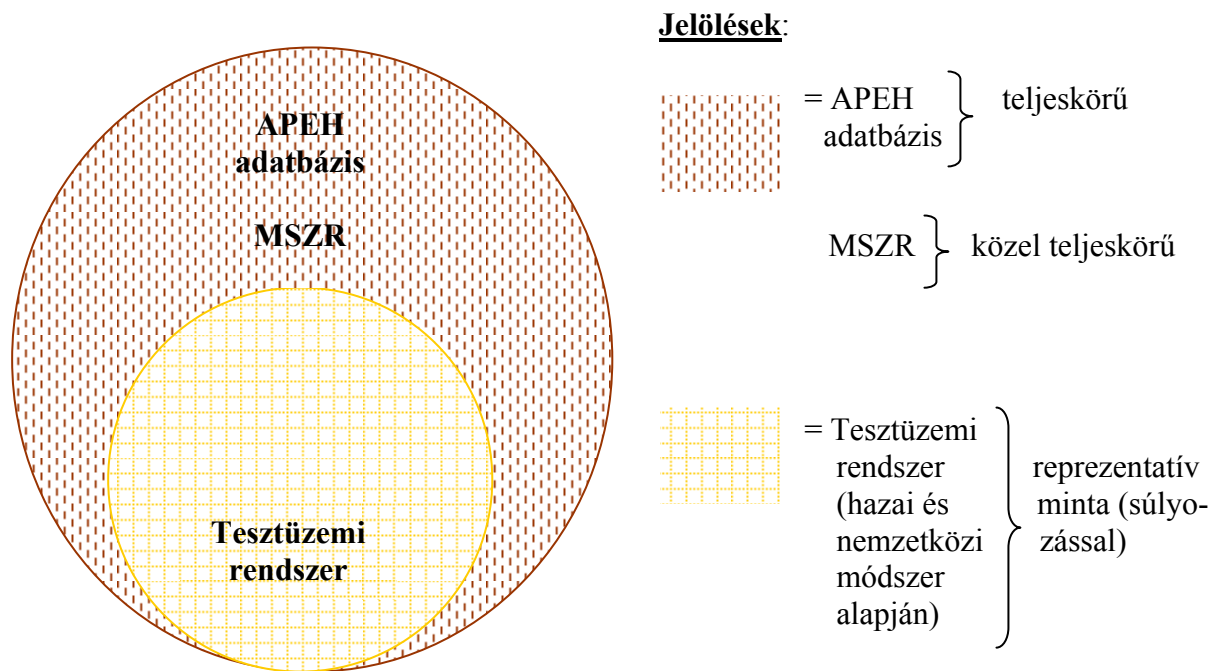 APEH
adatbázis
MSZR
Tesztüzemi
rendszer
Jelölések:
= APEH
adatbázis
teljeskörű
MSZR
közel teljeskörű
= Tesztüzemi
rendszer
(hazai és
nemzetközi
módszer
alapján)
reprezentatív
minta (súlyo-
zással)